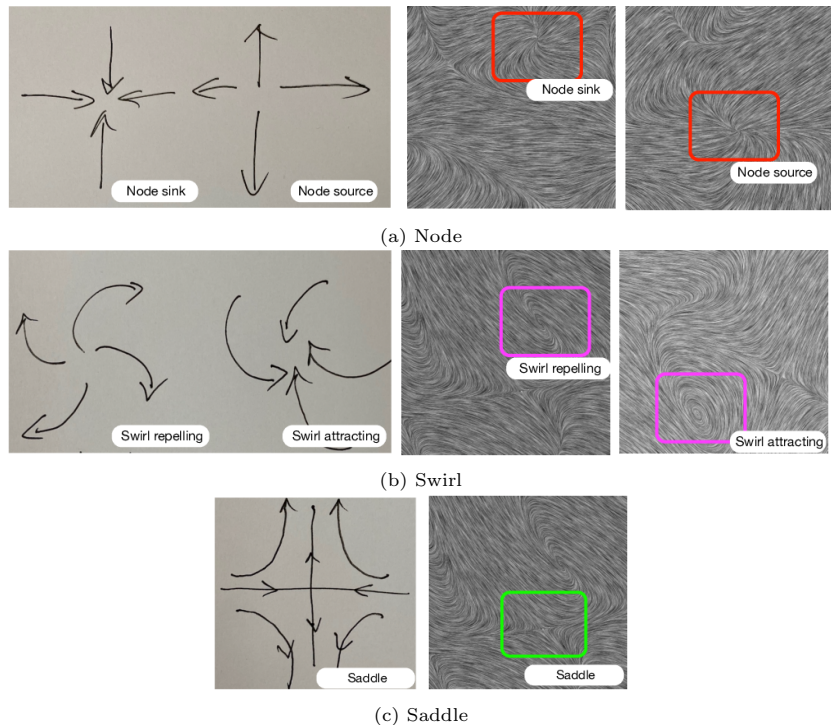 Node sink
Node source
Node sink
Node source
(a) Node
Swirl repelling
Swirl attracting
Swirl repelling
Swirl attracting
(b) Swirl
Saddle
Saddle
(c) Saddle